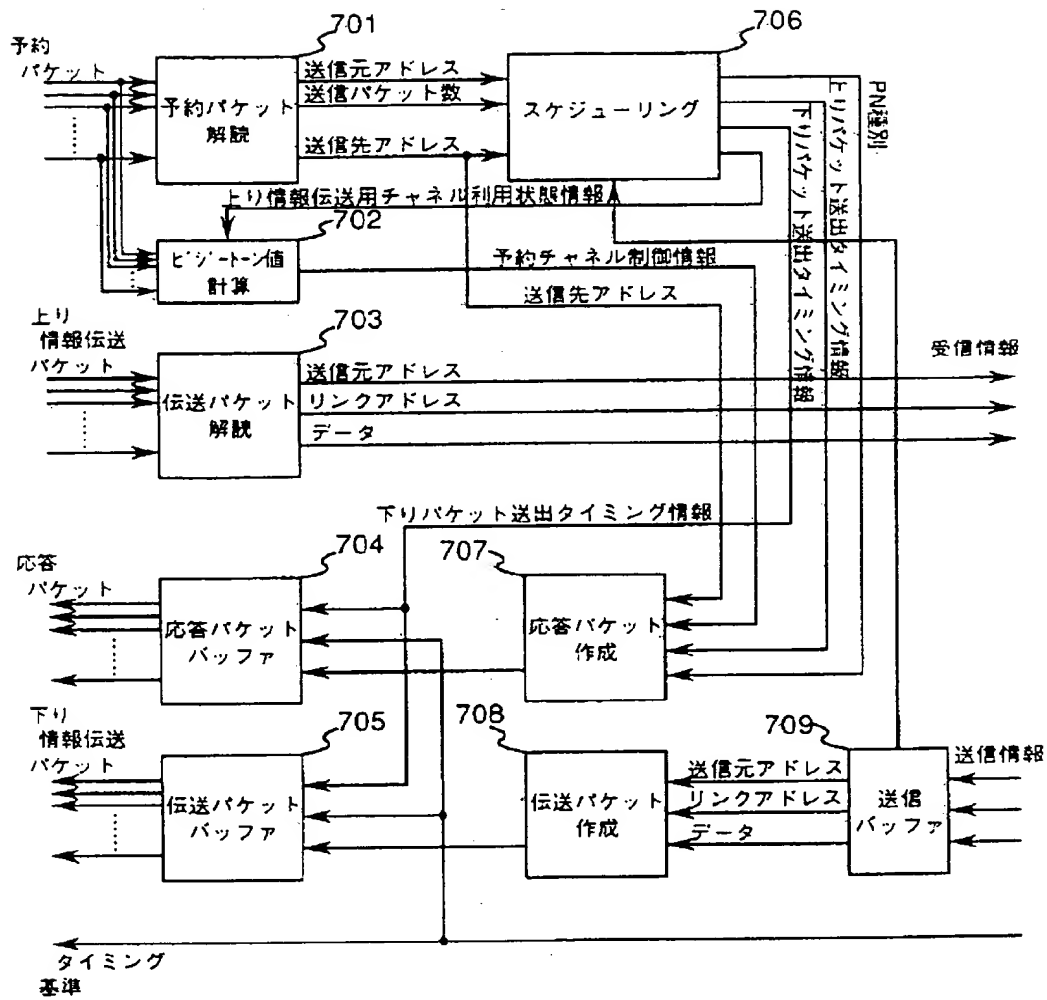 701
706
予約
パケット
予約パケット
解読
送信元アドレス
送信パケット数
送信先アドレス
スケジューリング
PN種別
上りパケット送出タイミング情報
下りパケット送出タイミング情報
上り情報伝送用チャネル利用状態情報
702
ビジートーン値
計算
予約チャネル制御情報
送信先アドレス
703
上り
情報伝送
パケット
伝送パケット
解読
送信元アドレス
リンクアドレス
データ
受信情報
下りパケット送出タイミング情報
704
707
応答
パケット
応答パケット
バッファ
応答パケット
作成
705
708
709
下り
情報伝送
パケット
伝送パケット
バッファ
伝送パケット
作成
送信元アドレス
リンクアドレス
データ
送信
バッファ
送信情報
タイミング
基準